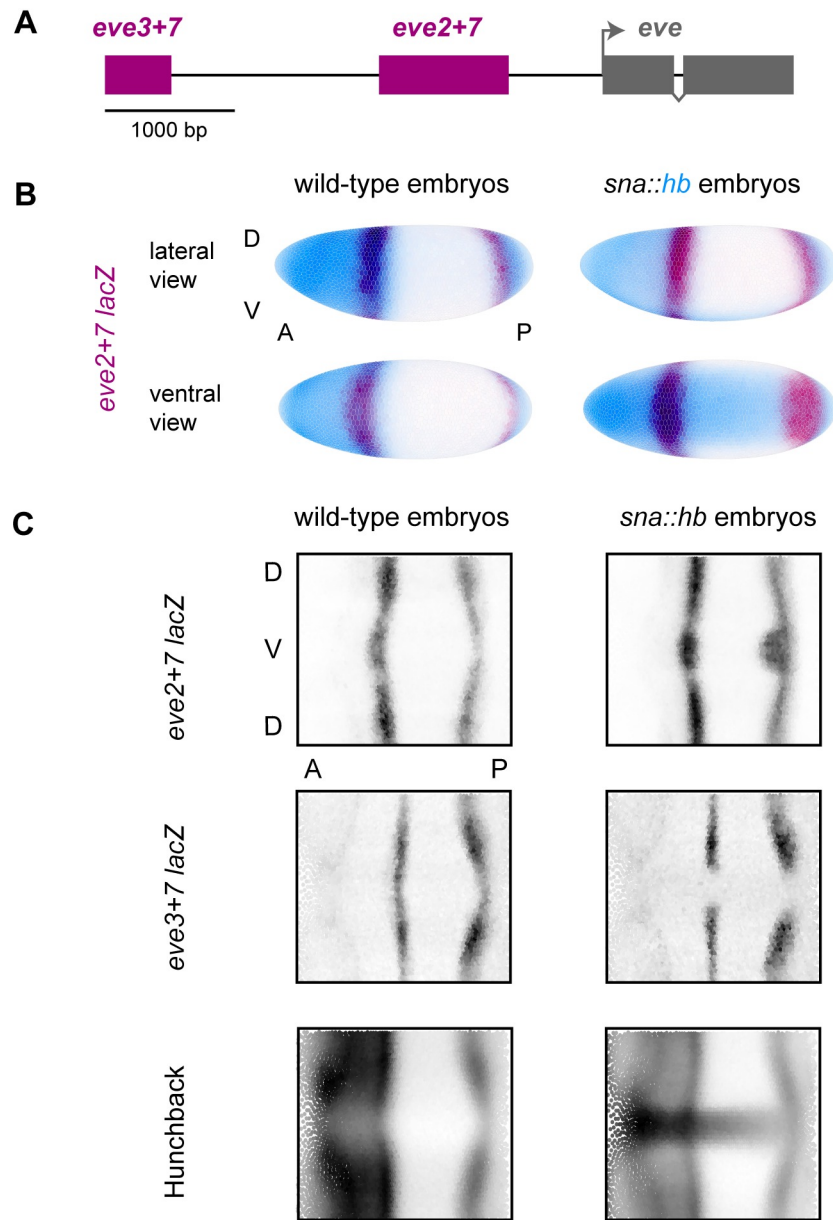 A
eve3+7
eve2+7
eve
1000 bp
B
wild-type embryos
sna::hb embryos
eve2+7 lacZ
lateral
view
D
V
A
P
ventral
view
C
wild-type embryos
sna::hb embryos
eve2+7 lacZ
D
V
D
A
P
eve3+7 lacZ
Hunchback